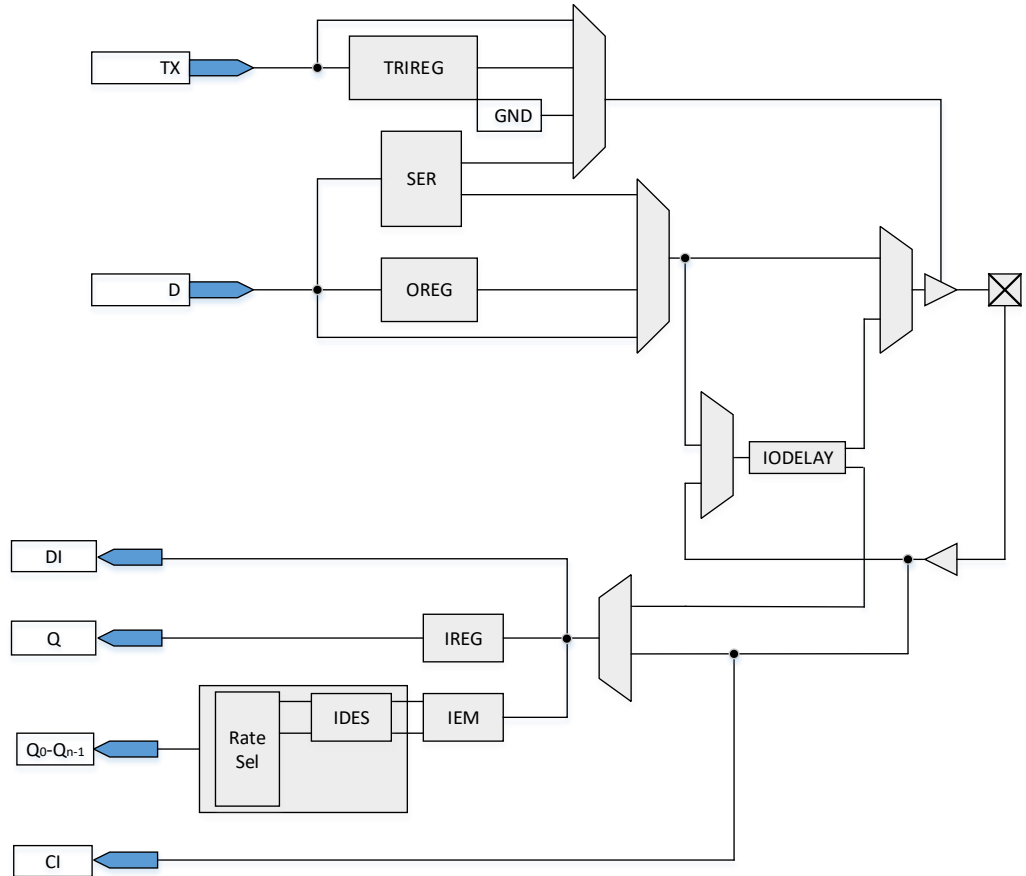 TX
TRIREG
GND
SER
D
OREG
IODELAY
DI
Q
IREG
IDES
IEM
Rate
Sel
Q0-Qn-1
CI